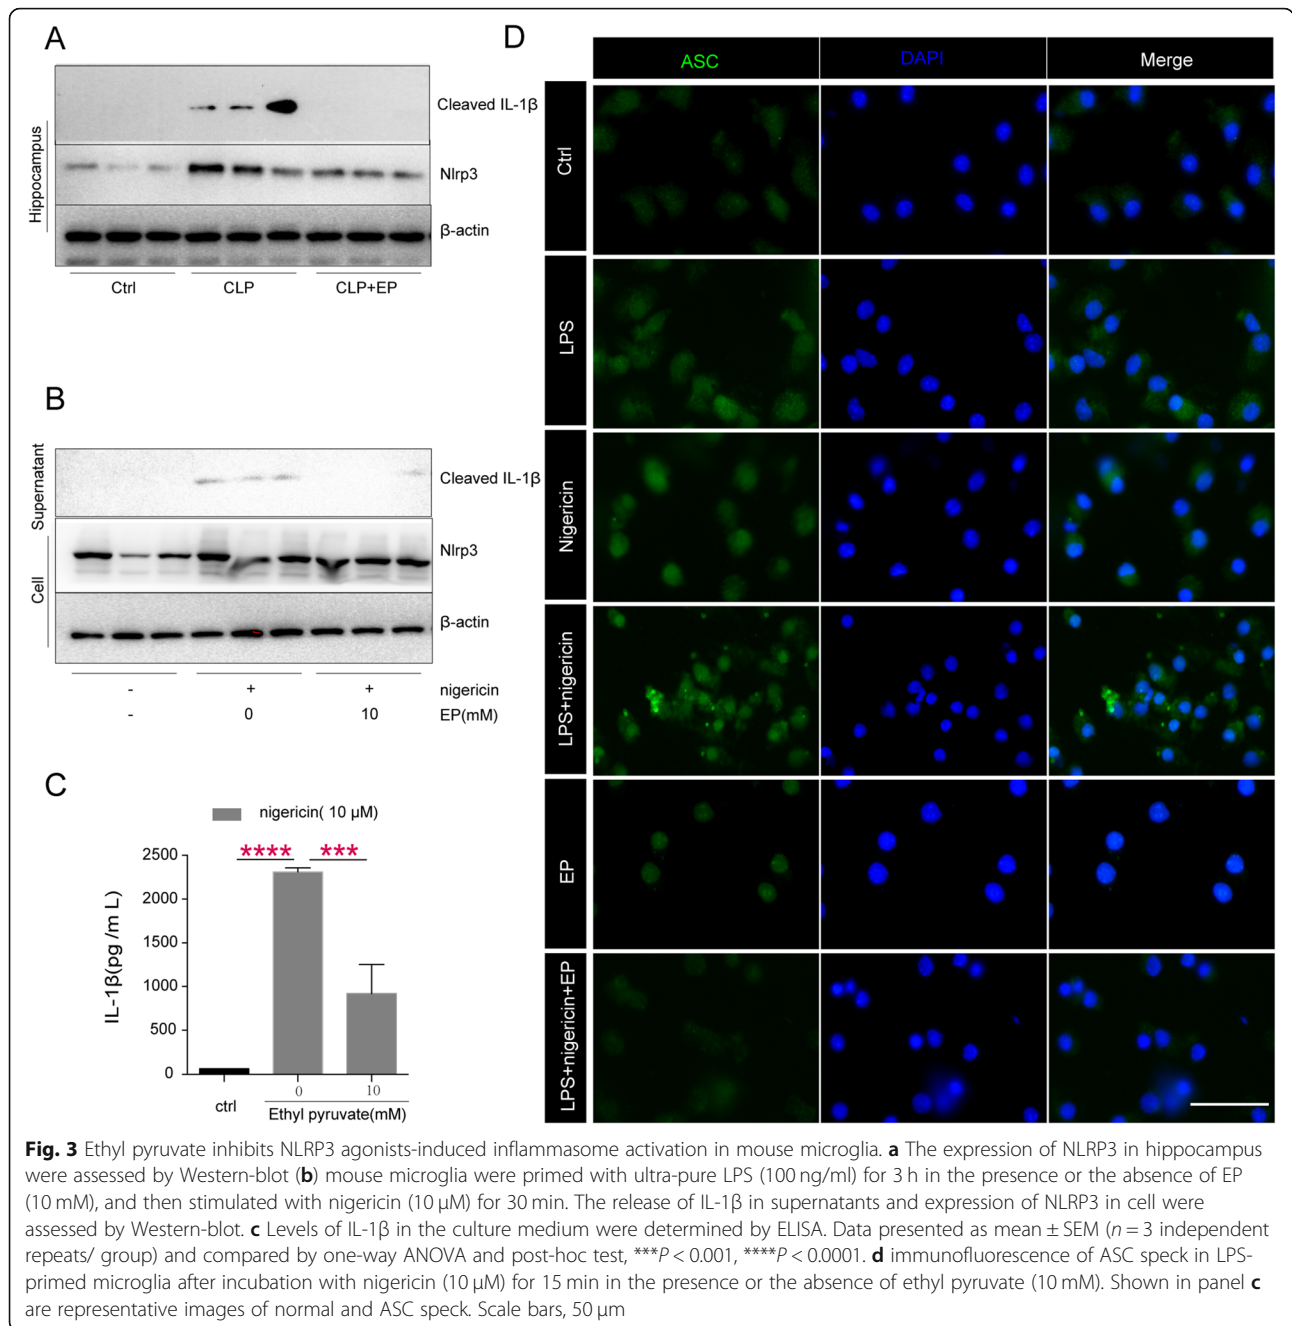 A
Cleaved IL-1β
Nlrp3
β-actin
Hippocampus
Ctrl CLP CLP+EP
B
Supernatant
Cleaved IL-1β
Nlrp3
Cell
β-actin
- + + nigericin
- 0 10 EP(mM)
C
nigericin( 10 μM)
**** ***
IL-1β(pg /m L)
2500
2000
1500
1000
500
0
0 10
ctrl Ethyl pyruvate(mM)
D
ASC DAPI Merge
Ctrl
LPS
Nigericin
LPS+nigericin
EP
LPS+nigericin+EP
Fig. 3 Ethyl pyruvate inhibits NLRP3 agonists-induced inflammasome activation in mouse microglia. a The expression of NLRP3 in hippocampus
were assessed by Western-blot (b) mouse microglia were primed with ultra-pure LPS (100 ng/ml) for 3 h in the presence or the absence of EP
(10 mM), and then stimulated with nigericin (10 μM) for 30 min. The release of IL-1β in supernatants and expression of NLRP3 in cell were
assessed by Western-blot. c Levels of IL-1β in the culture medium were determined by ELISA. Data presented as mean ± SEM (n = 3 independent
repeats/ group) and compared by one-way ANOVA and post-hoc test, ***P < 0.001, ****P < 0.0001. d immunofluorescence of ASC speck in LPS-
primed microglia after incubation with nigericin (10 μM) for 15 min in the presence or the absence of ethyl pyruvate (10 mM). Shown in panel c
are representative images of normal and ASC speck. Scale bars, 50 μm